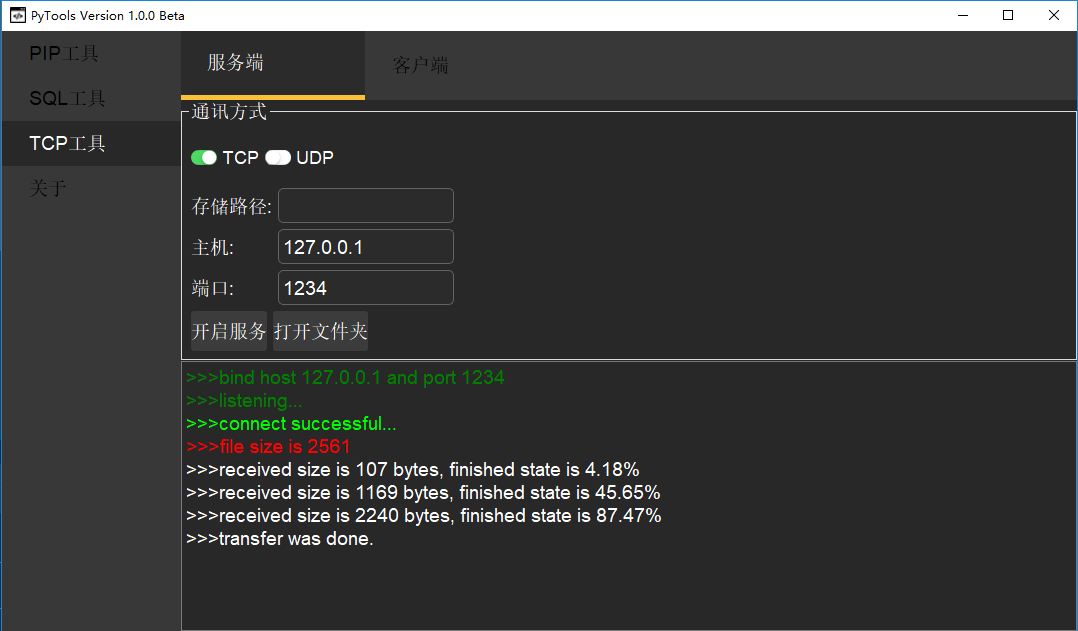 PyTools Version 1.0.0 Beta
PIP工具
SQL工具
TCP工具
关于
服务端
客户端
通讯方式
TCP UDP
存储路径:
主机: 127.0.0.1
端口: 1234
开启服务 打开文件夹
>>>bind host 127.0.0.1 and port 1234
>>>listening...
>>>connect successful...
>>>file size is 2561
>>>received size is 107 bytes, finished state is 4.18%
>>>received size is 1169 bytes, finished state is 45.65%
>>>received size is 2240 bytes, finished state is 87.47%
>>>transfer was done.